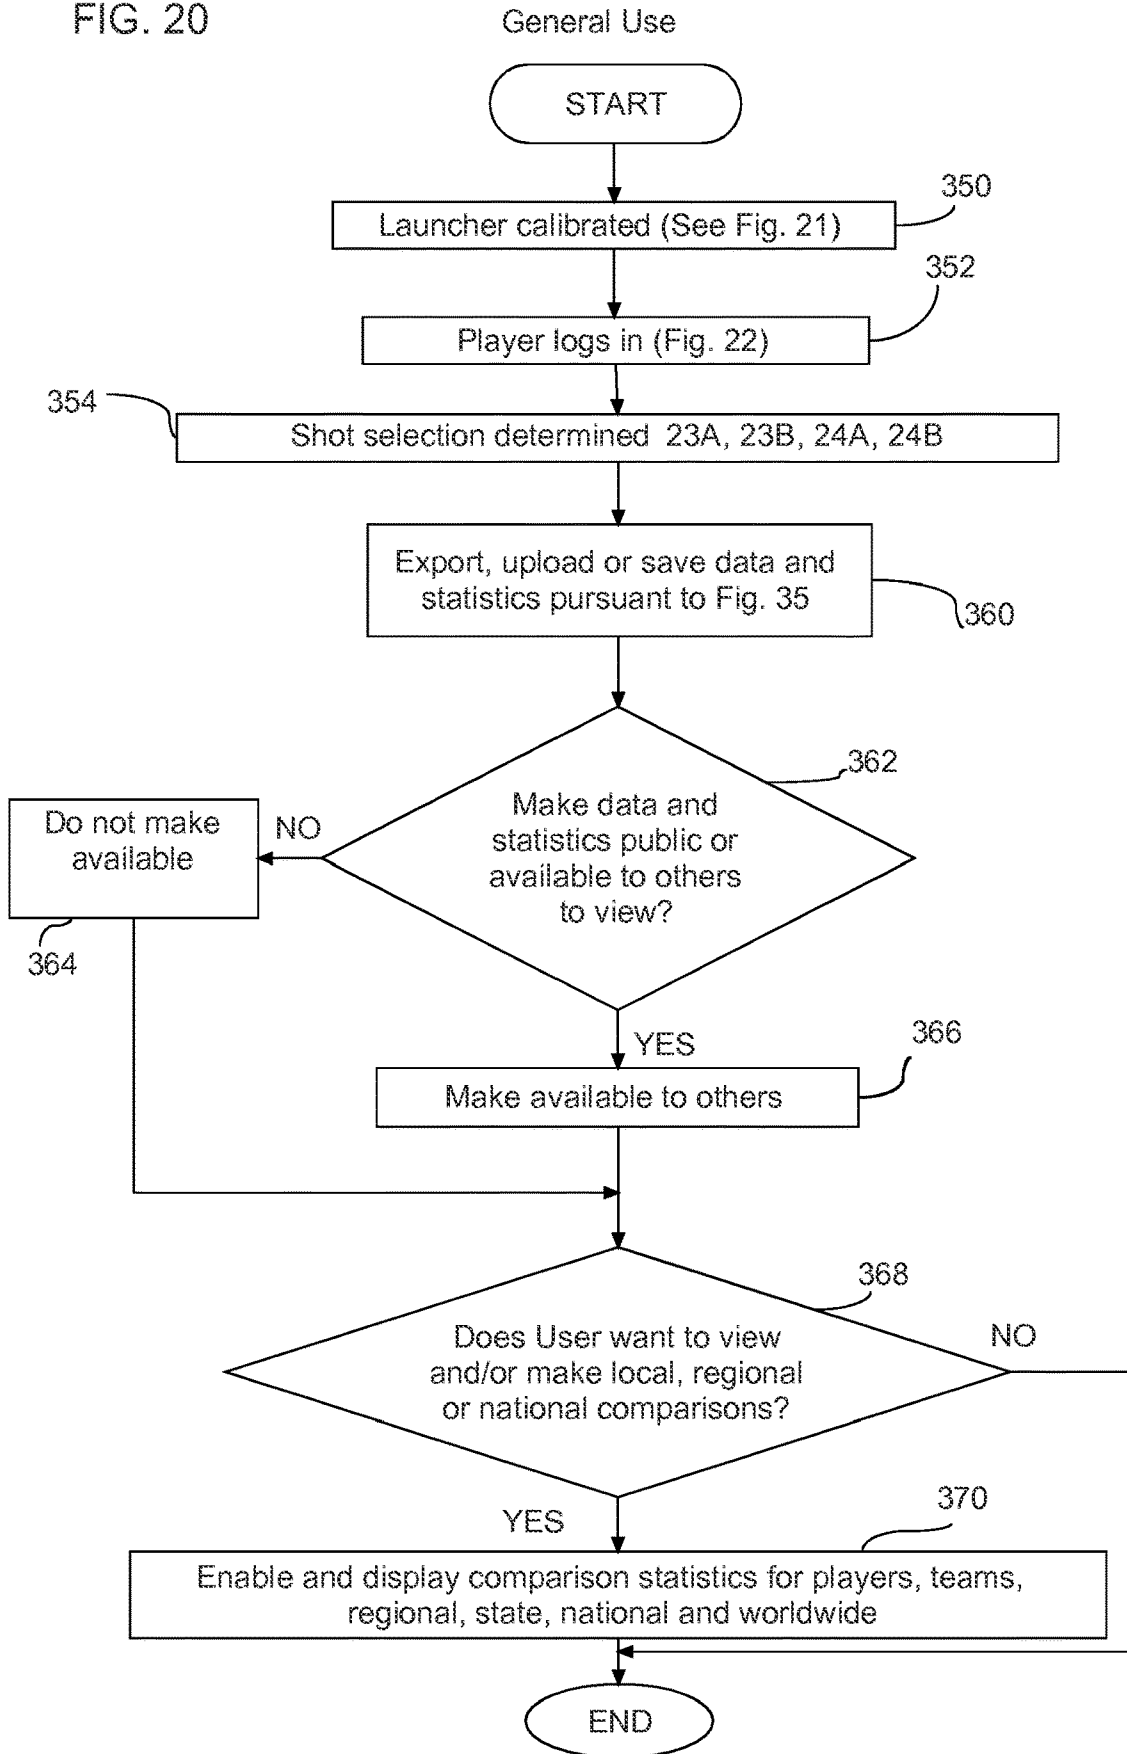 FIG. 20
General Use
START
350
Launcher calibrated (See Fig. 21)
352
Player logs in (Fig. 22)
354
Shot selection determined 23A, 23B, 24A, 24B
Export, upload or save data and
statistics pursuant to Fig. 35
360
362
Make data and
statistics public or
available to others
to view?
NO
Do not make
available
364
YES
366
Make available to others
368
Does User want to view
and/or make local, regional
or national comparisons?
NO
YES
370
Enable and display comparison statistics for players, teams,
regional, state, national and worldwide
END